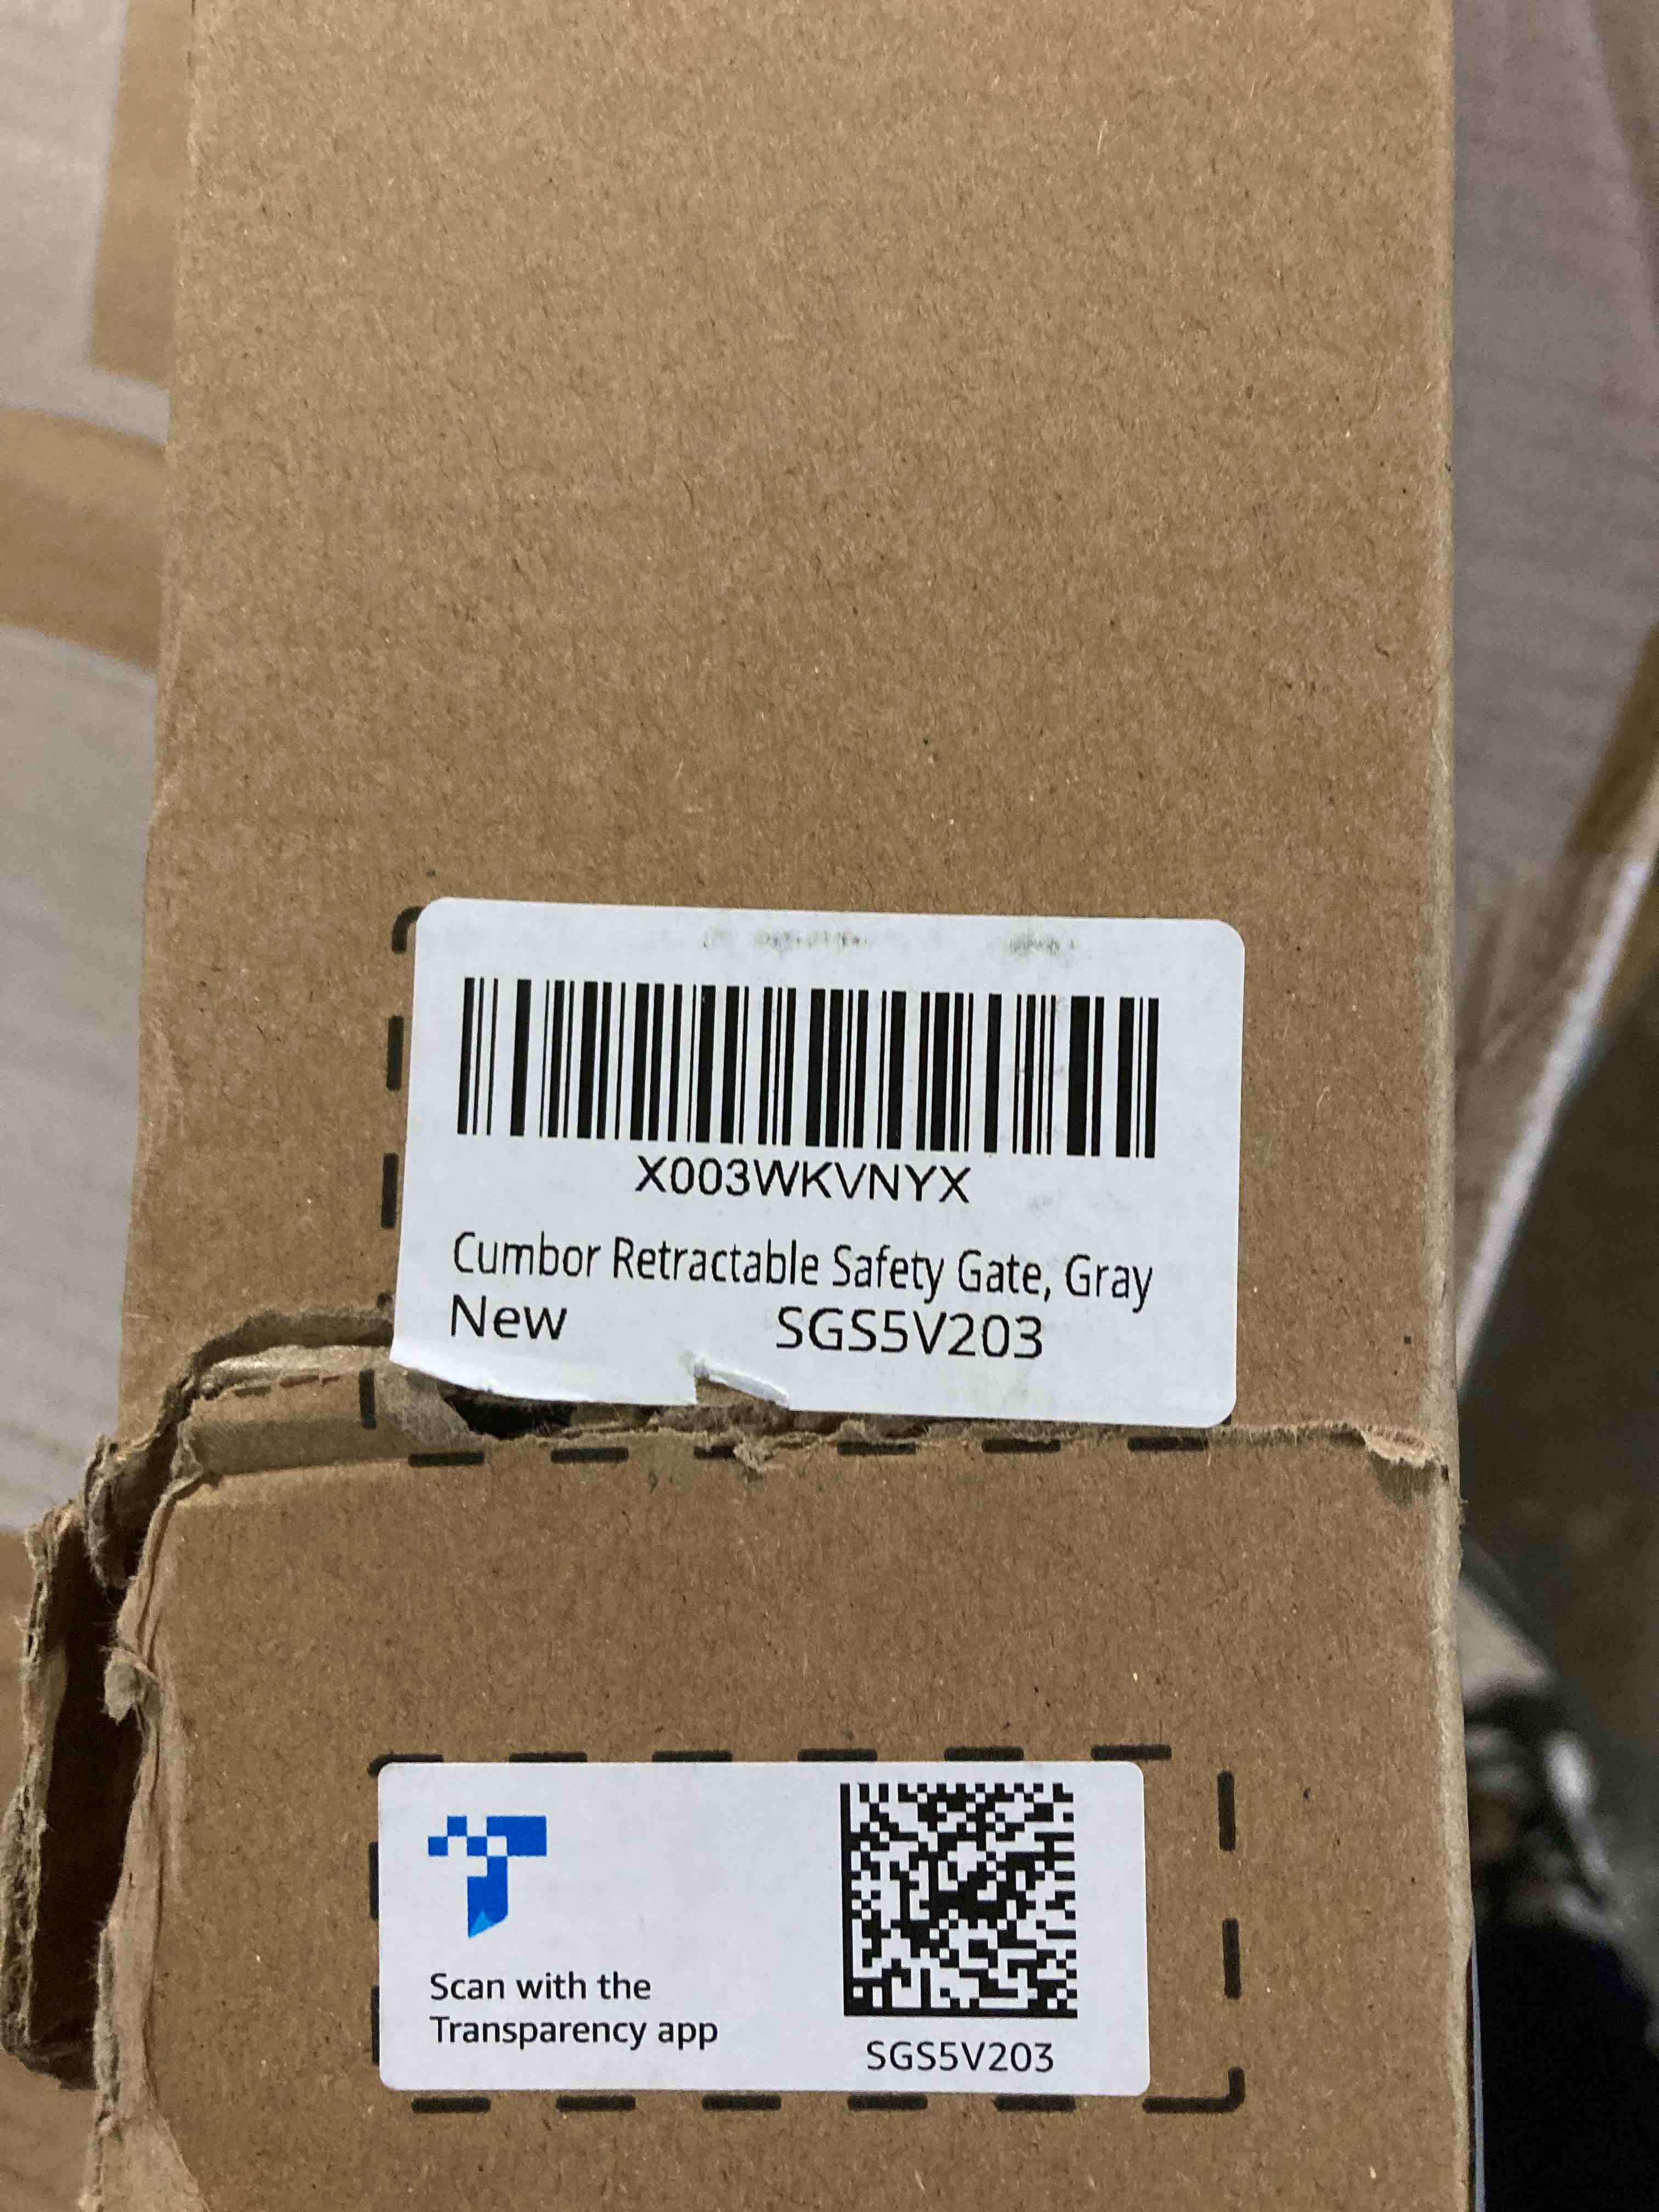 X003WKVNYX
Cumbor Retractable Safety Gate, Gray
New SGS5V203
Scan with the
Transparency app
SGS5V203